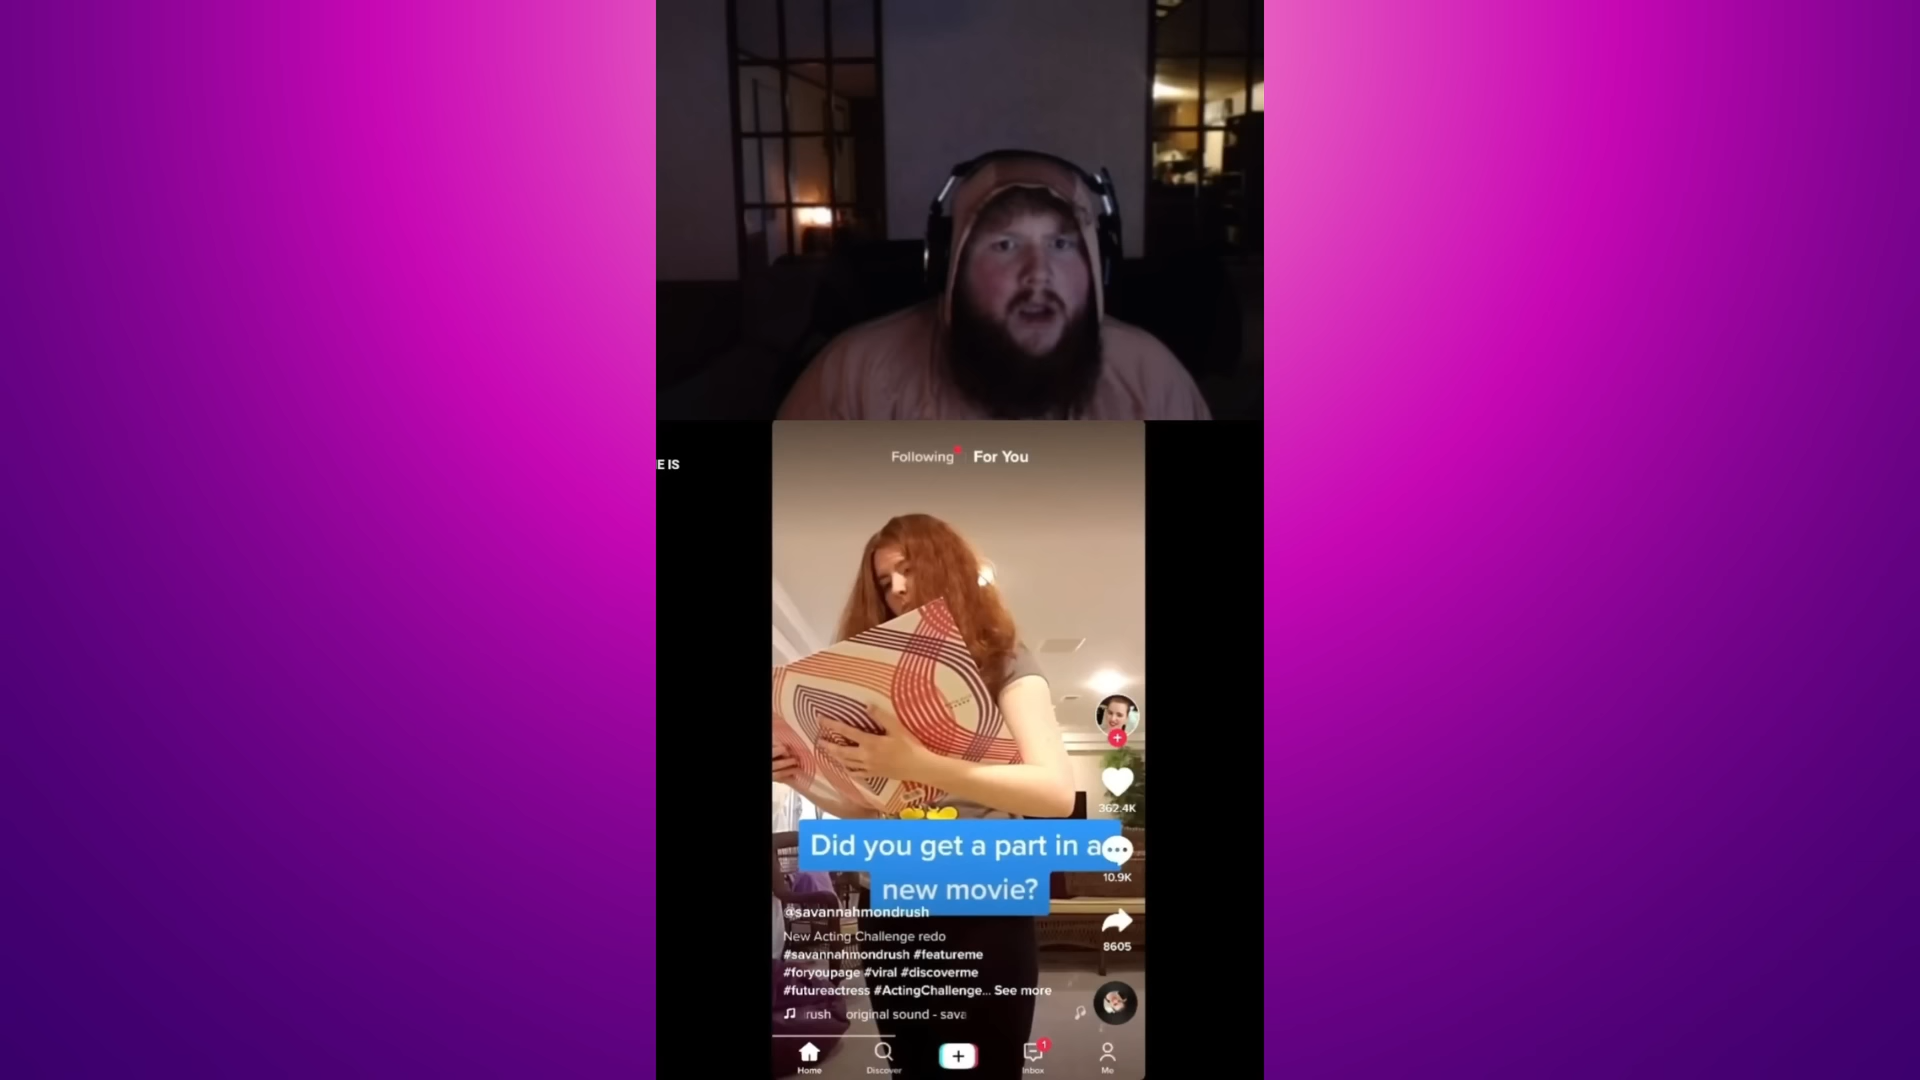 E IS
Following
For You
362.4K
Did you get a part in a
new movie?
10.9K
@savannahmondrush
New Acting Challenge redo
#savannahmondrush #featureme
#foryoupage #viral #discoverme
#futureactress #ActingChallenge... See more
8605
rush original sound - sava
Home
Discover
1
Inbox
Me